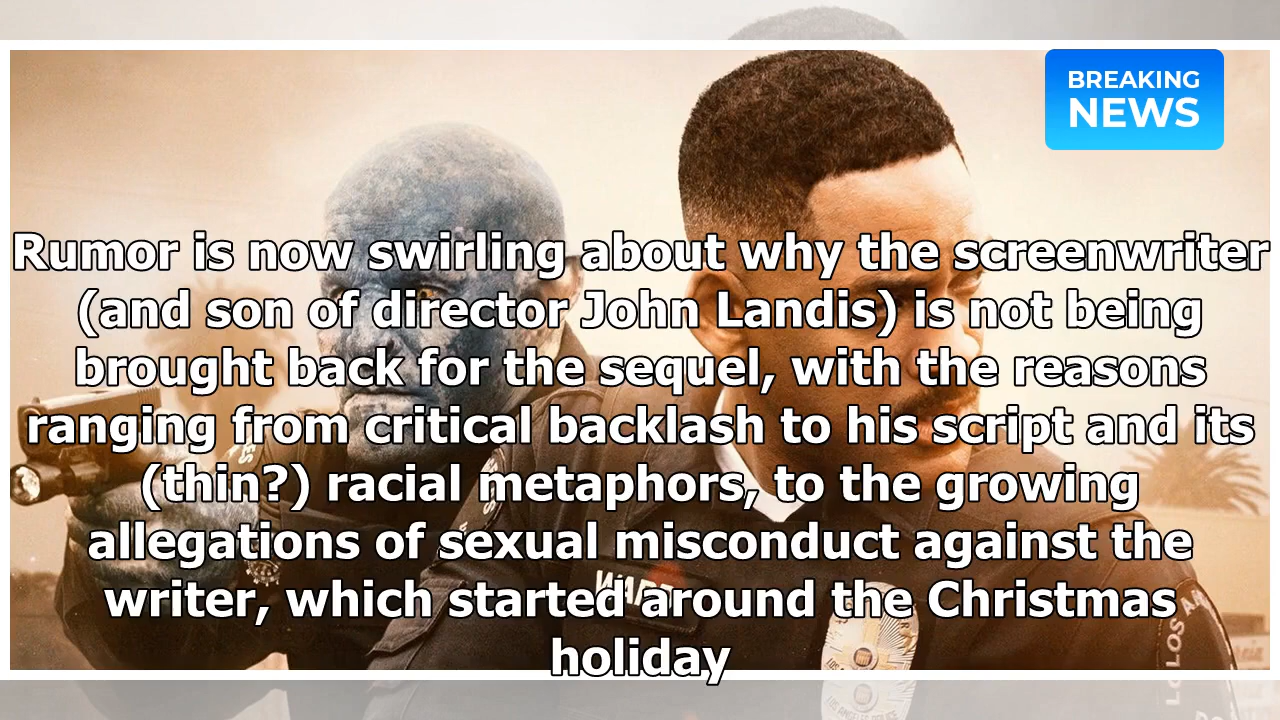 BREAKING
NEWS
Rumor is now swirling about why the screenwriter
(and son of director John Landis) is not being
brought back for the sequel, with the reasons
ranging from critical backlash to his script and its
(thin?) racial metaphors, to the growing
allegations of sexual misconduct against the
writer, which started around the Christmas
holiday
WARD
LOS A